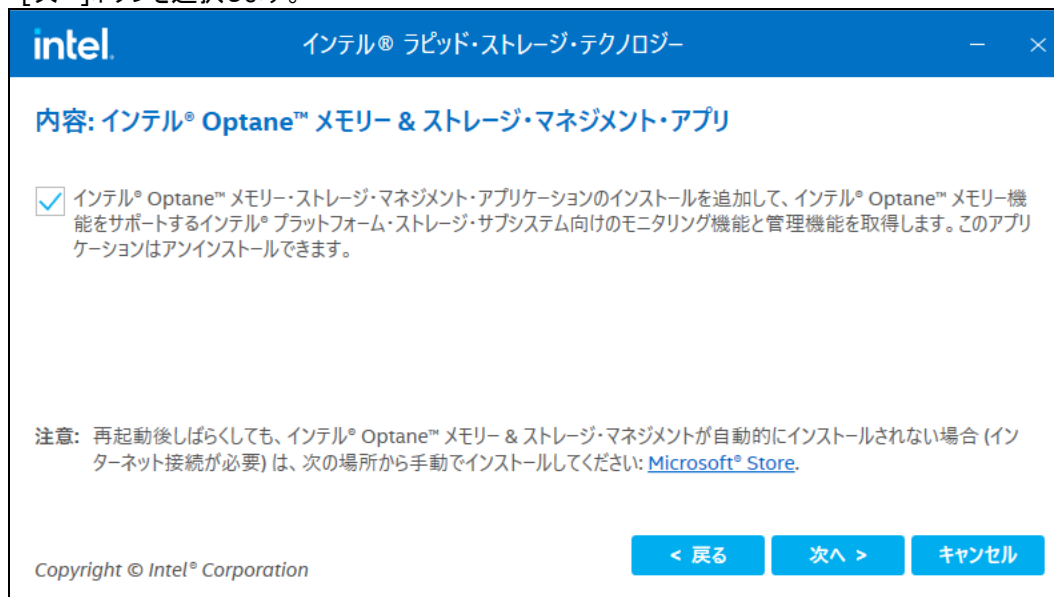 intel.
インテル® ラピッド・ストレージ・テクノロジー
内容: インテル® Optane™ メモリー & ストレージ・マネジメント・アプリ
インテル® Optane™ メモリー・ストレージ・マネジメント・アプリケーションのインストールを追加して、インテル® Optane™ メモリー機
能をサポートするインテル® プラットフォーム・ストレージ・サブシステム向けのモニタリング機能と管理機能を取得します。このアプリ
ケーションはアンインストールできます。
注意: 再起動後しばらくしても、インテル® Optane™ メモリー & ストレージ・マネジメントが自動的にインストールされない場合 (イン
ターネット接続が必要) は、次の場所から手動でインストールしてください: Microsoft® Store.
< 戻る 次へ > キャンセル
Copyright © Intel® Corporation